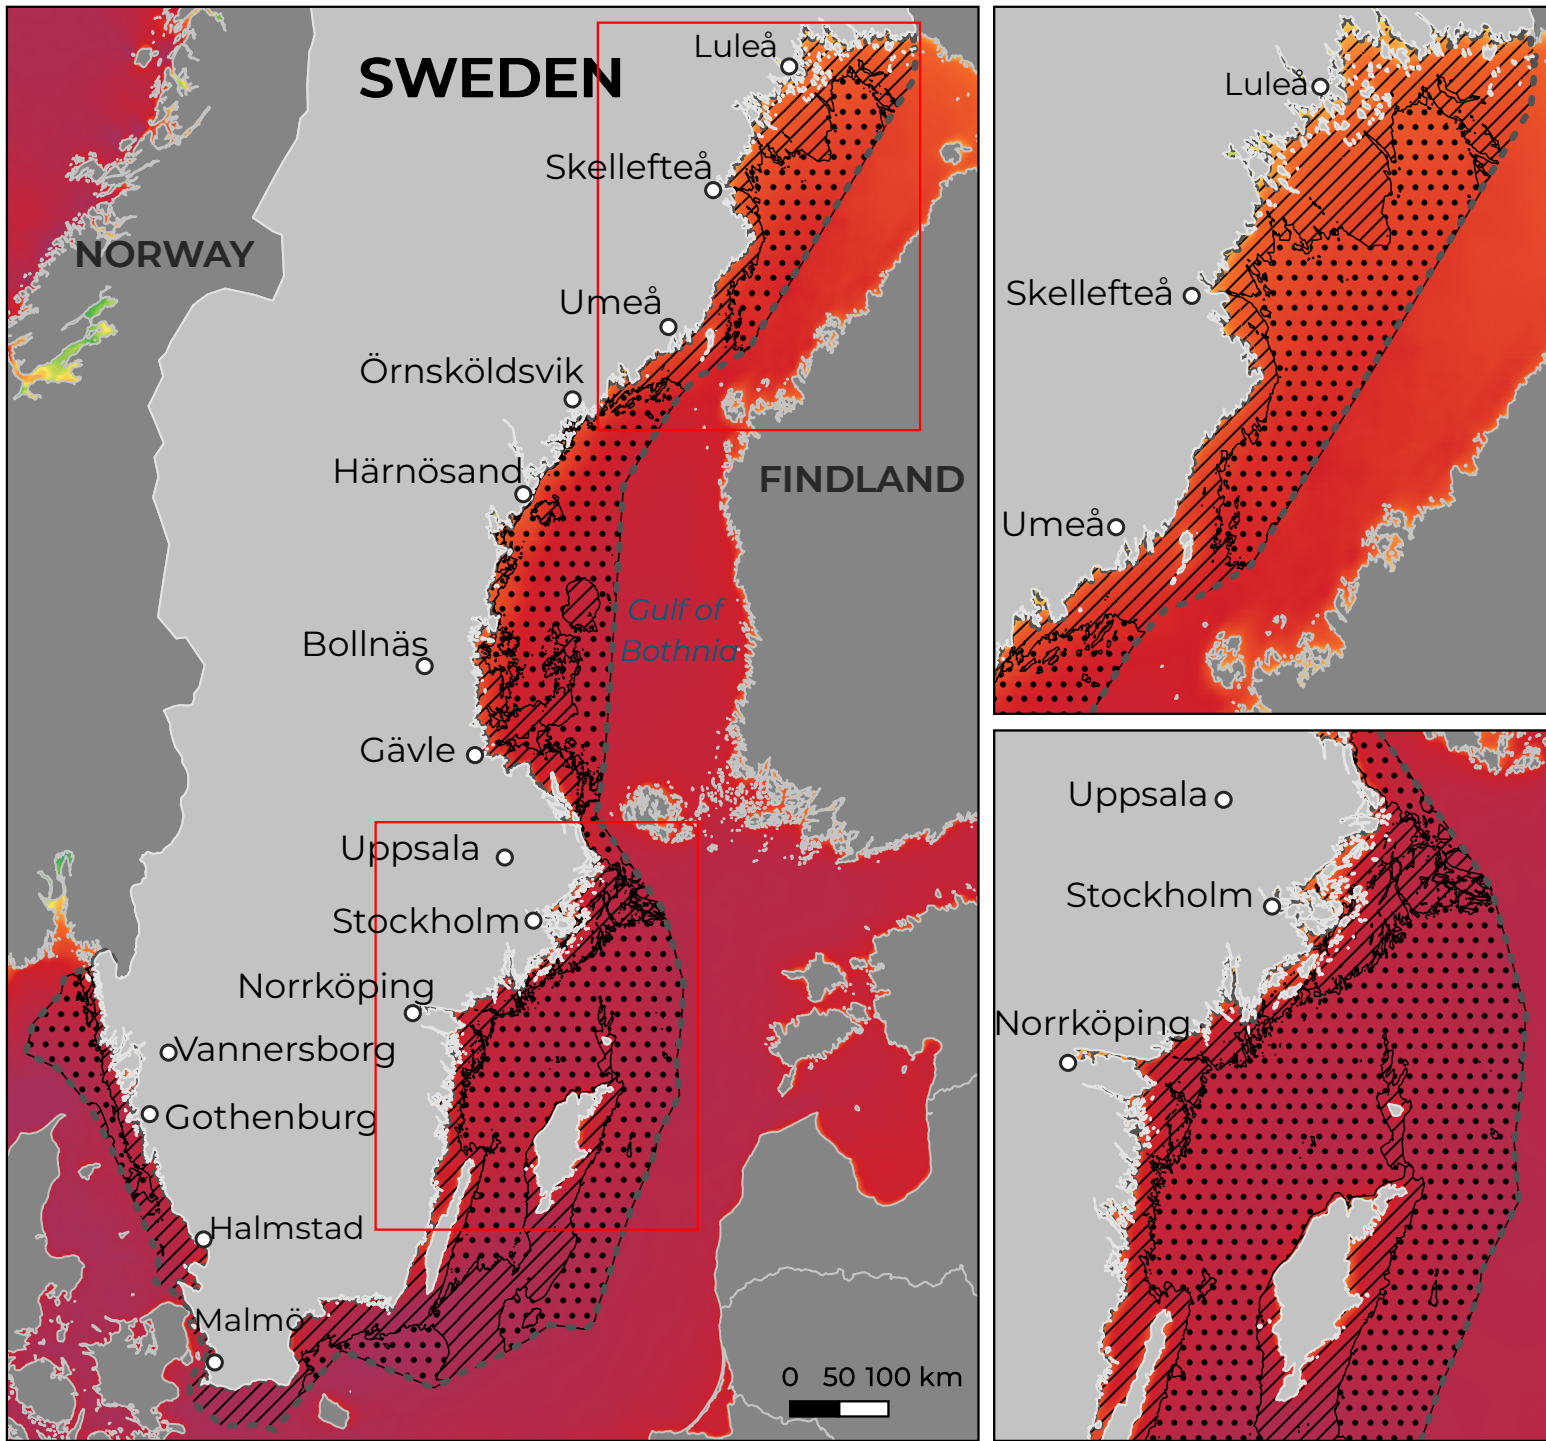 SWEDEN
Luleå
Skellefteå
NORWAY
Umeå
Örnsköldsvik
Härnösand
FINDLAND
Gulf of
Bothnia
Bollnäs
Gävle
Uppsala
Stockholm
Norrköping
Vannersborg
Gothenburg
Halmstad
Malmö
0 50 100 km
Luleå
Skellefteå
Umeå
Uppsala
Stockholm
Norrköping